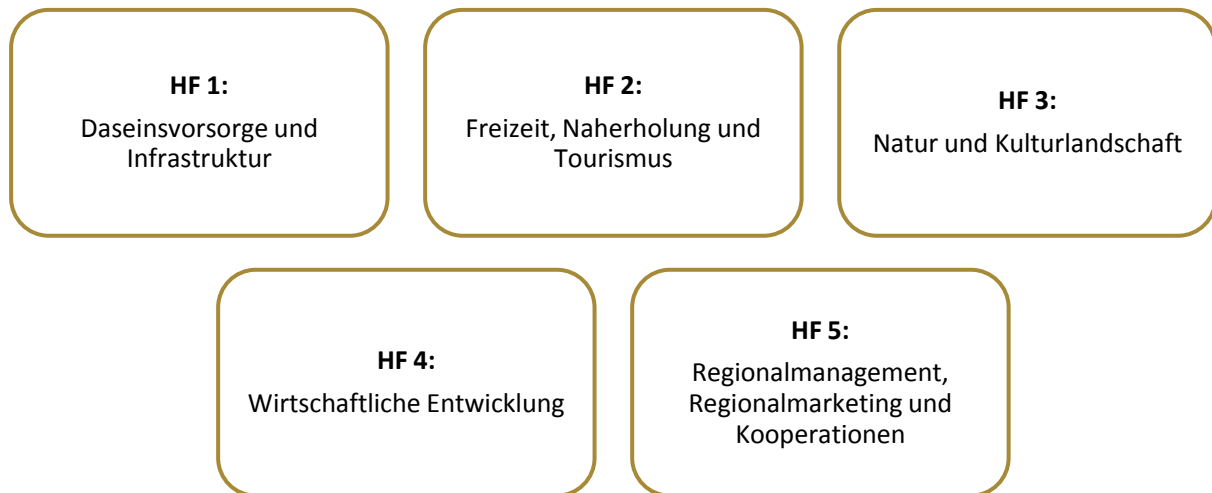 HF 1:
Daseinsvorsorge und
Infrastruktur
HF 2:
Freizeit, Naherholung und
Tourismus
HF 3:
Natur und Kulturlandschaft
HF 4:
Wirtschaftliche Entwicklung
HF 5:
Regionalmanagement,
Regionalmarketing und
Kooperationen